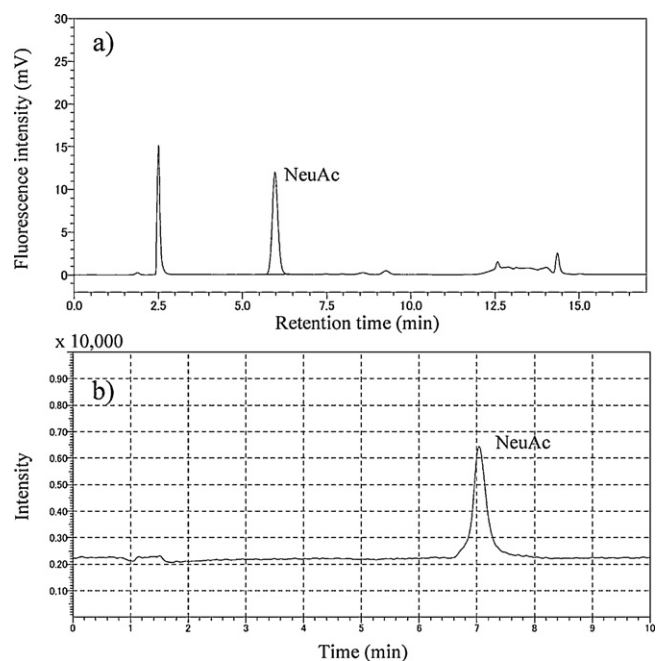 a)
Fluorescence intensity (mV)
30
25
20
15
10
5
0
NeuAc
0.0 2.5 5.0 7.5 10.0 12.5 15.0
Retention time (min)
x 10,000
b)
Intensity
0.90
0.80
0.70
0.60
0.50
0.40
0.30
0.20
0.10
NeuAc
0 1 2 3 4 5 6 7 8 9 10
Time (min)